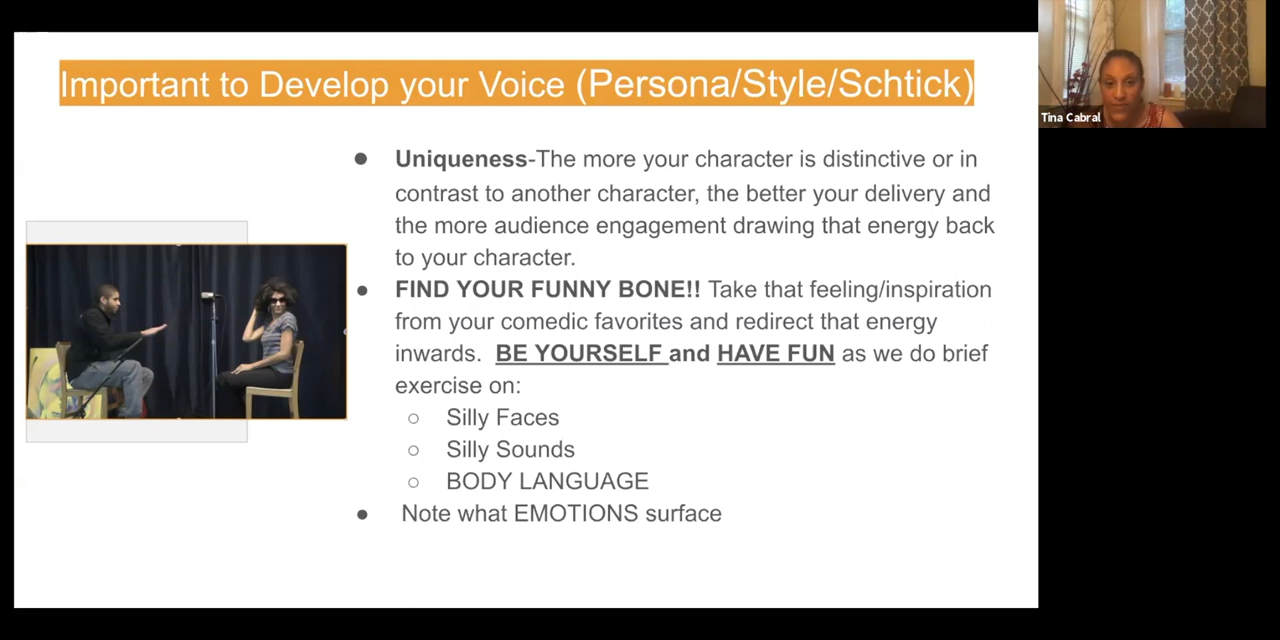 Important to Develop your Voice (Persona/Style/Schtick)
Tina Cabral
● Uniqueness-The more your character is distinctive or in
contrast to another character, the better your delivery and
the more audience engagement drawing that energy back
to your character.
● FIND YOUR FUNNY BONE!! Take that feeling/inspiration
from your comedic favorites and redirect that energy
inwards. BE YOURSELF and HAVE FUN as we do brief
exercise on:
○ Silly Faces
○ Silly Sounds
○ BODY LANGUAGE
● Note what EMOTIONS surface